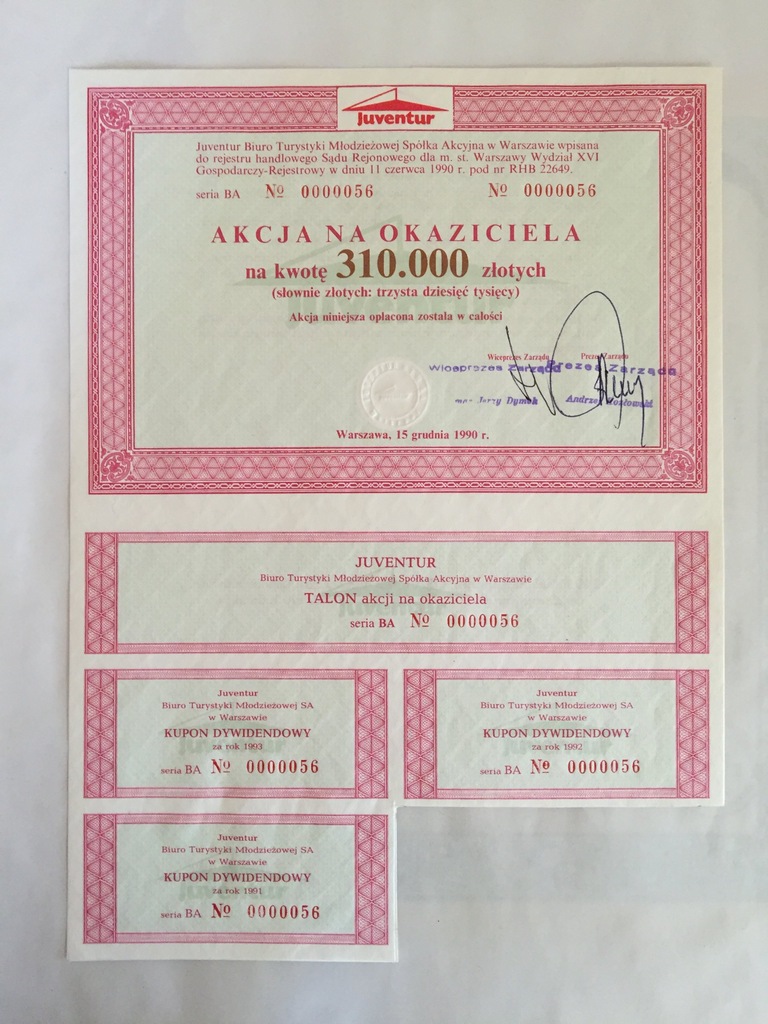 Juventur
Juventur Biuro Turystyki Młodzieżowej Spółka Akcyjna w Warszawie wpisana
do rejestru handlowego Sądu Rejonowego dla m. st. Warszawy Wydział XVI
Gospodarczy-Rejestrowy w dniu 11 czerwca 1990 r. pod nr RHB 22649.
seria BA № 0000056 № 0000056
AKCJA NA OKAZICIELA
na kwotę 310.000 złotych
(słownie złotych: trzysta dziesięć tysięcy)
Akcja niniejsza opłacona została w całości
Wiceprezes Zarządu Prezes Zarządu
Wiceprezes Zarządu Prezes Zarządu
mgr Jerzy Dymek Andrzej
Warszawa, 15 grudnia 1990 r.
JUVENTUR
Biuro Turystyki Młodzieżowej Spółka Akcyjna w Warszawie
TALON akcji na okaziciela
seria BA № 0000056
Juventur
Biuro Turystyki Młodzieżowej SA
w Warszawie
KUPON DYWIDENDOWY
za rok 1993
seria BA № 0000056
Juventur
Biuro Turystyki Młodzieżowej SA
w Warszawie
KUPON DYWIDENDOWY
za rok 1992
seria BA № 0000056
Juventur
Biuro Turystyki Młodzieżowej SA
w Warszawie
KUPON DYWIDENDOWY
za rok 1991
seria BA № 0000056